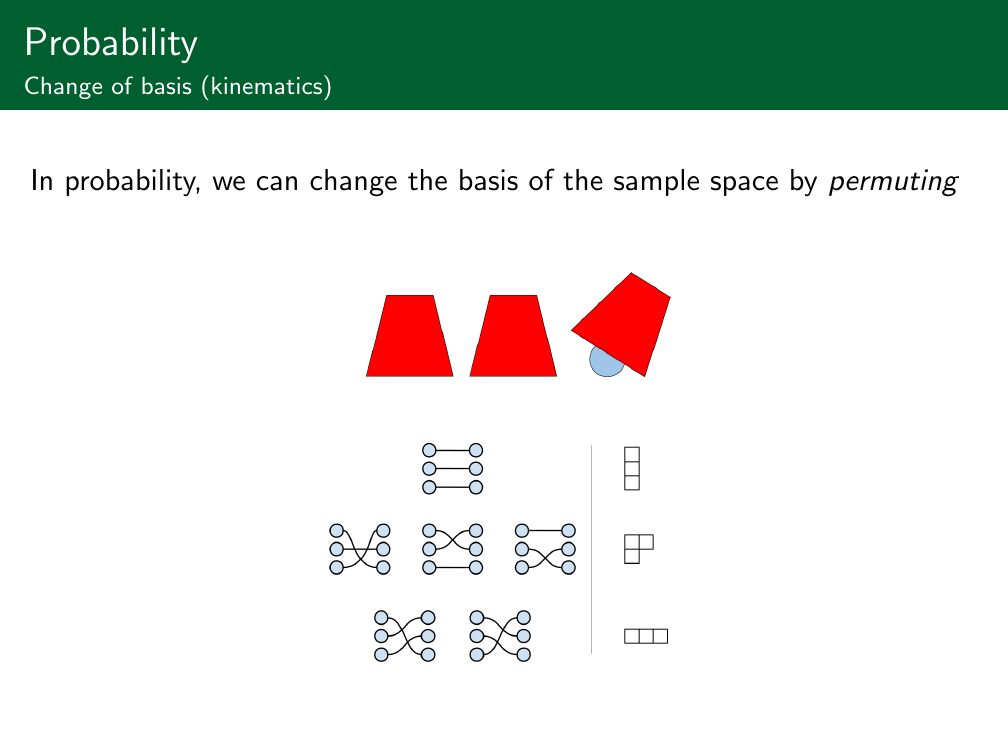 Probability
Change of basis (kinematics)
In probability, we can change the basis of the sample space by permuting